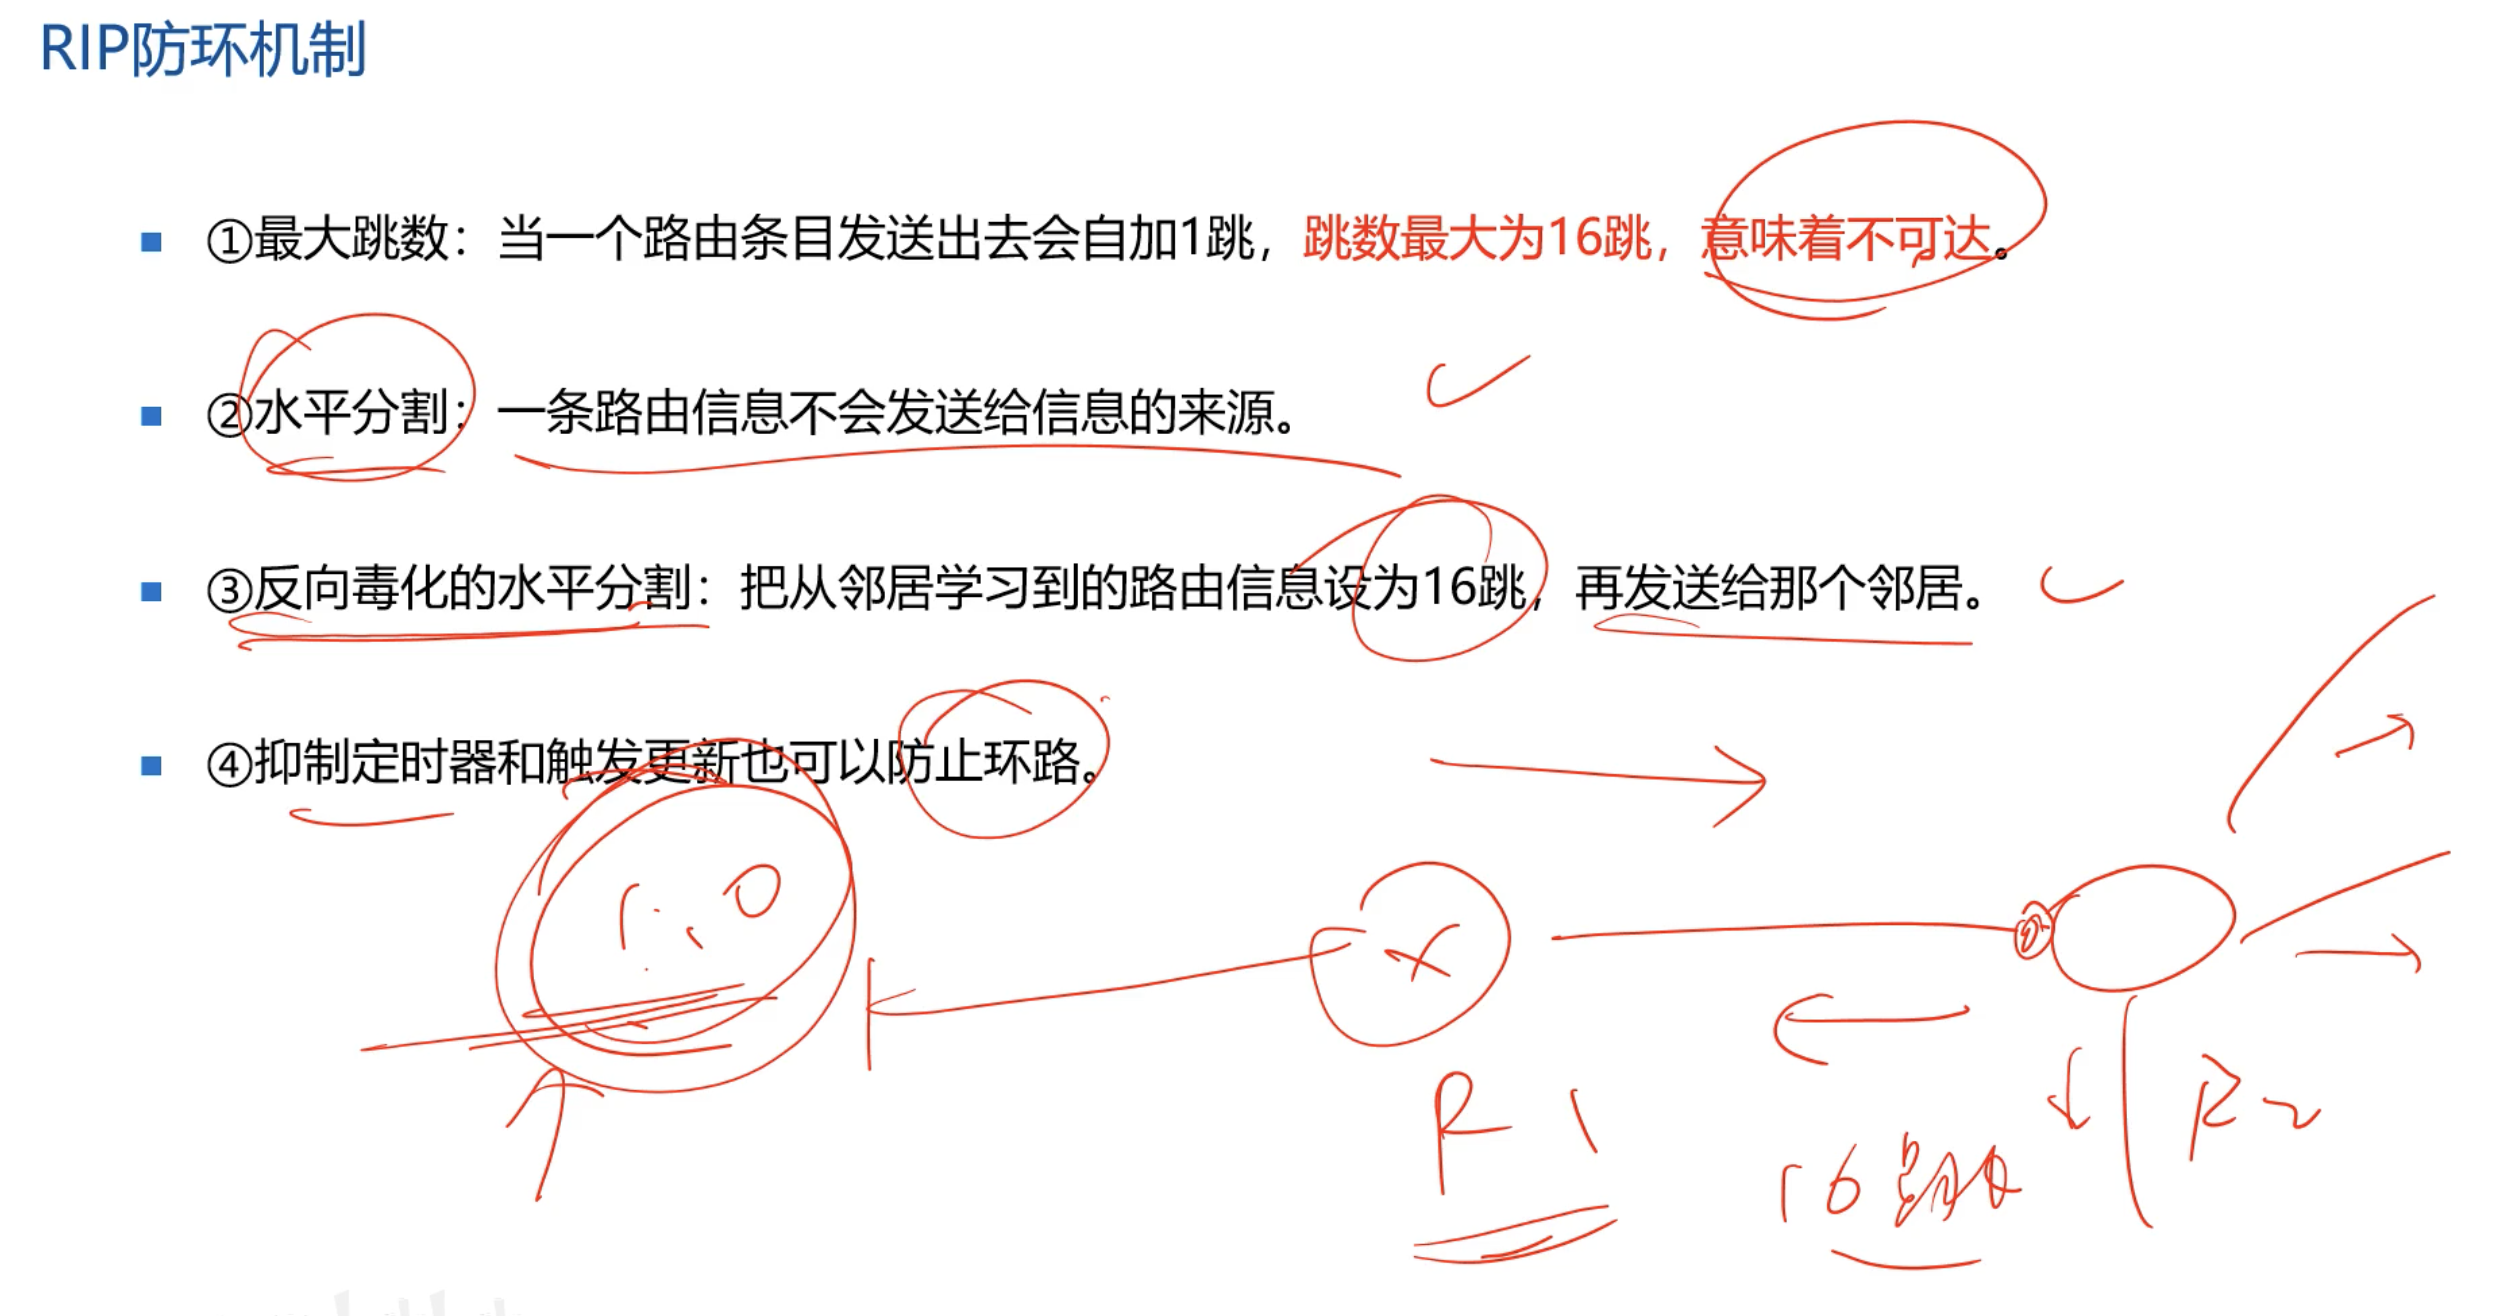 RIP防环机制
①最大跳数：当一个路由条目发送出去会自加1跳，跳数最大为16跳，意味着不可达。
②水平分割：一条路由信息不会发送给信息的来源。
③反向毒化的水平分割：把从邻居学习到的路由信息设为16跳，再发送给那个邻居。
④抑制定时器和触发更新也可以防止环路。
1.0
R1
R2
16跳